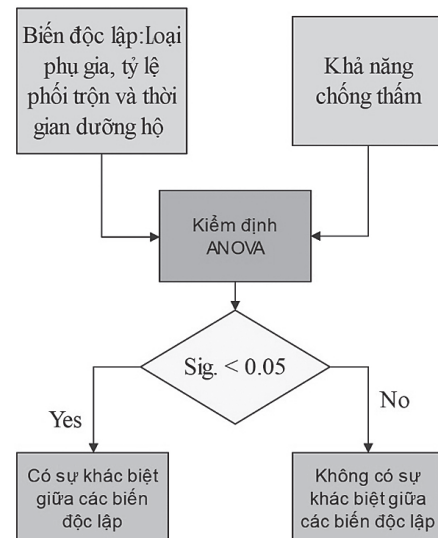 Biến độc lập:Loại
phụ gia, tỷ lệ
phối trộn và thời
gian dưỡng hộ
Khả năng
chống thấm
Kiểm định
ANOVA
Sig. < 0.05
Yes
No
Có sự khác biệt
giữa các biến
độc lập
Không có sự
khác biệt giữa
các biến độc lập